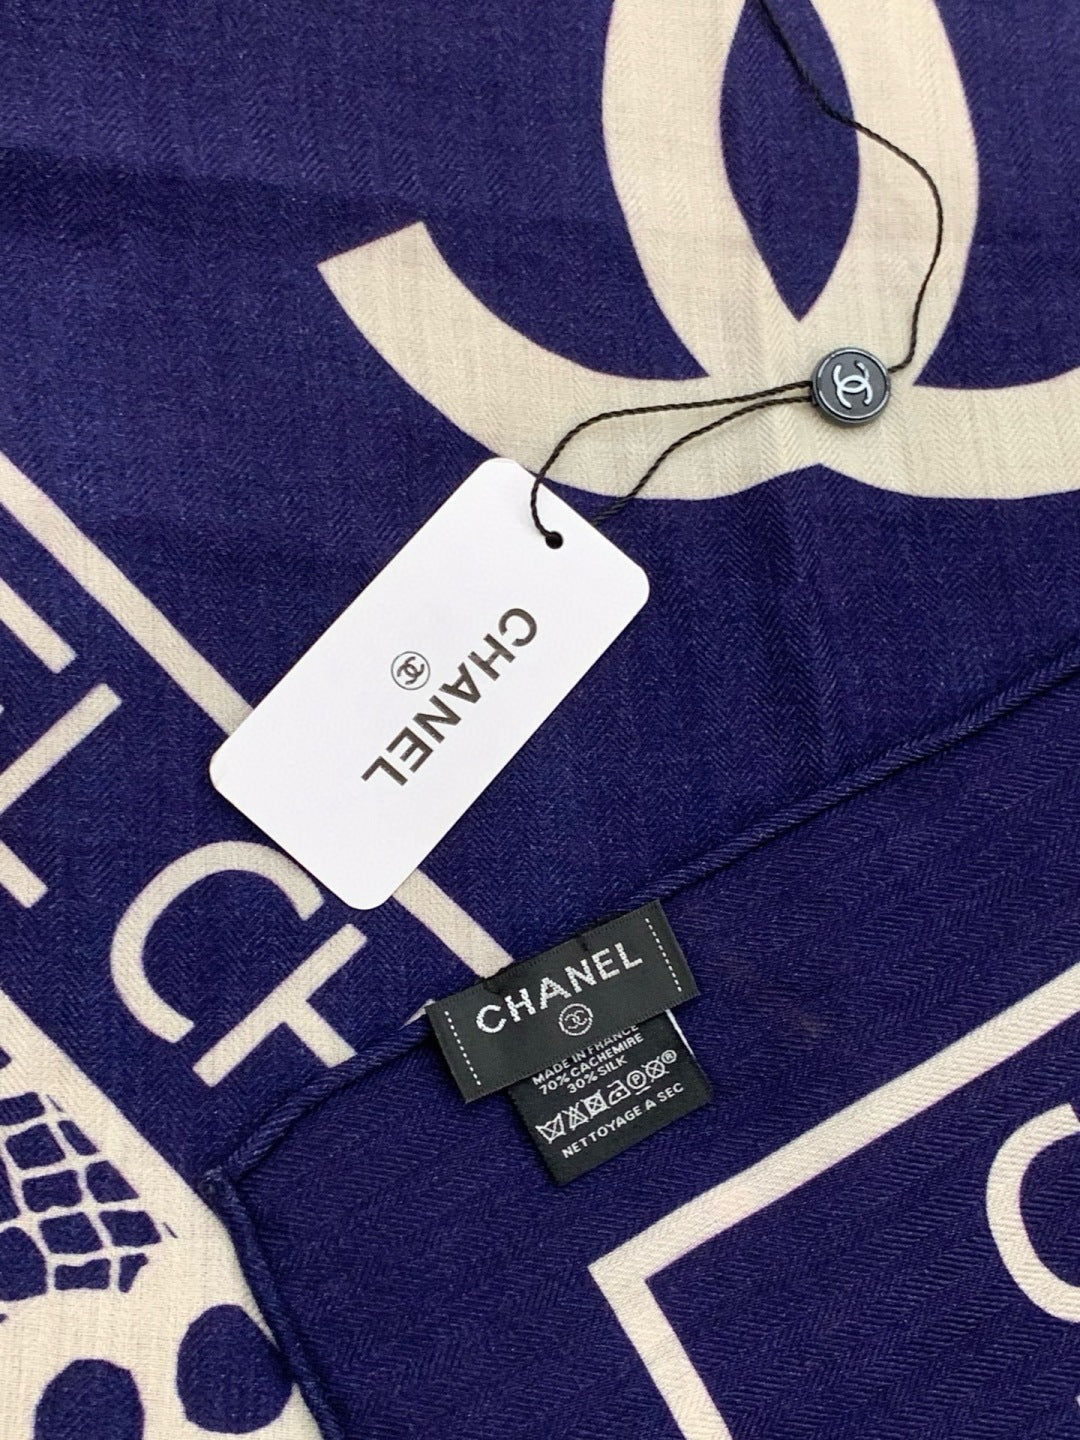 CHANEL
CHANEL
MADE IN FRANCE
70% CACHEMIRE
30% SILK
NETTOYAGE A SEC